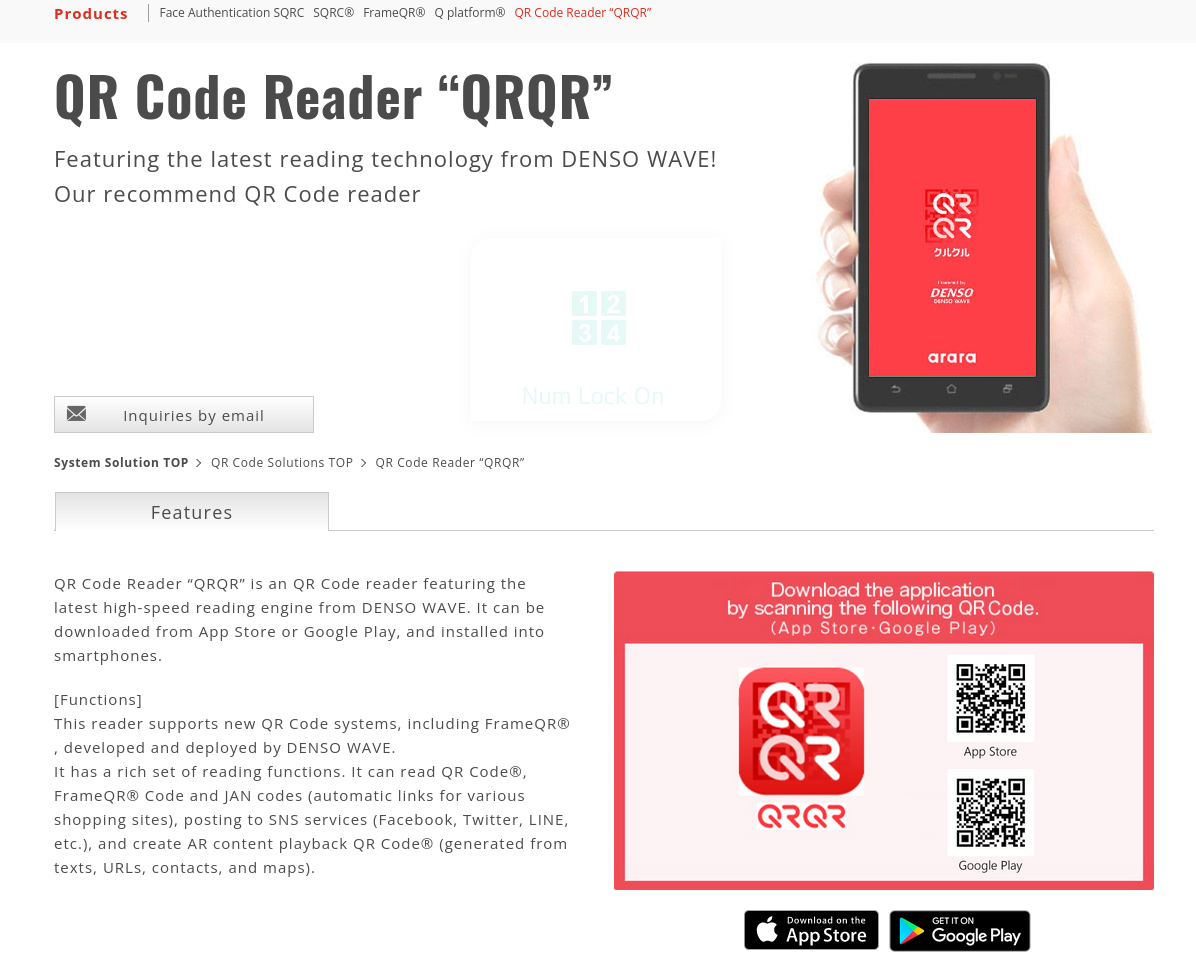 Products
Face Authentication SQRC SQRC® FrameQR® Q platform® QR Code Reader “QRQR”
QR Code Reader “QRQR”
Featuring the latest reading technology from DENSO WAVE!
Our recommend QR Code reader
QR
QR
クルクル
Powered by
DENSO
DENSO WAVE
arara
1 2
3 4
Num Lock On
Inquiries by email
System Solution TOP > QR Code Solutions TOP > QR Code Reader “QRQR”
Features
QR Code Reader “QRQR” is an QR Code reader featuring the
latest high-speed reading engine from DENSO WAVE. It can be
downloaded from App Store or Google Play, and installed into
smartphones.
[Functions]
This reader supports new QR Code systems, including FrameQR®
, developed and deployed by DENSO WAVE.
It has a rich set of reading functions. It can read QR Code®,
FrameQR® Code and JAN codes (automatic links for various
shopping sites), posting to SNS services (Facebook, Twitter, LINE,
etc.), and create AR content playback QR Code® (generated from
texts, URLs, contacts, and maps).
Download the application
by scanning the following QR Code.
(App Store･Google Play)
QR
QR
QRQR
App Store
Google Play
Download on the
App Store
GET IT ON
Google Play